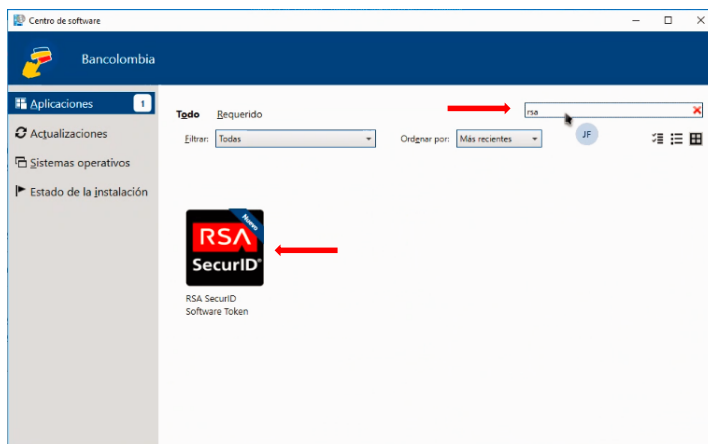 Centro de software
Bancolombia
Aplicaciones 1
Actualizaciones
Sistemas operativos
Estado de la instalación
Todo Requerido
rsa
Filtrar: Todas Ordenar por: Más recientes
JF
Nuevo
RSA
SecurID®
RSA SecurID
Software Token